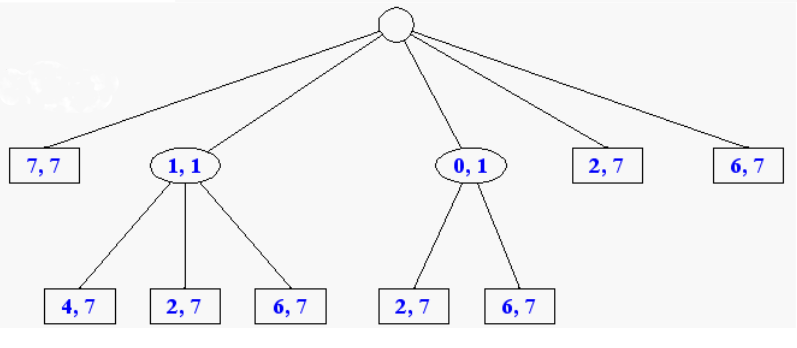 7, 7 1, 1 0, 1 2, 7 6, 7
4, 7 2, 7 6, 7 2, 7 6, 7